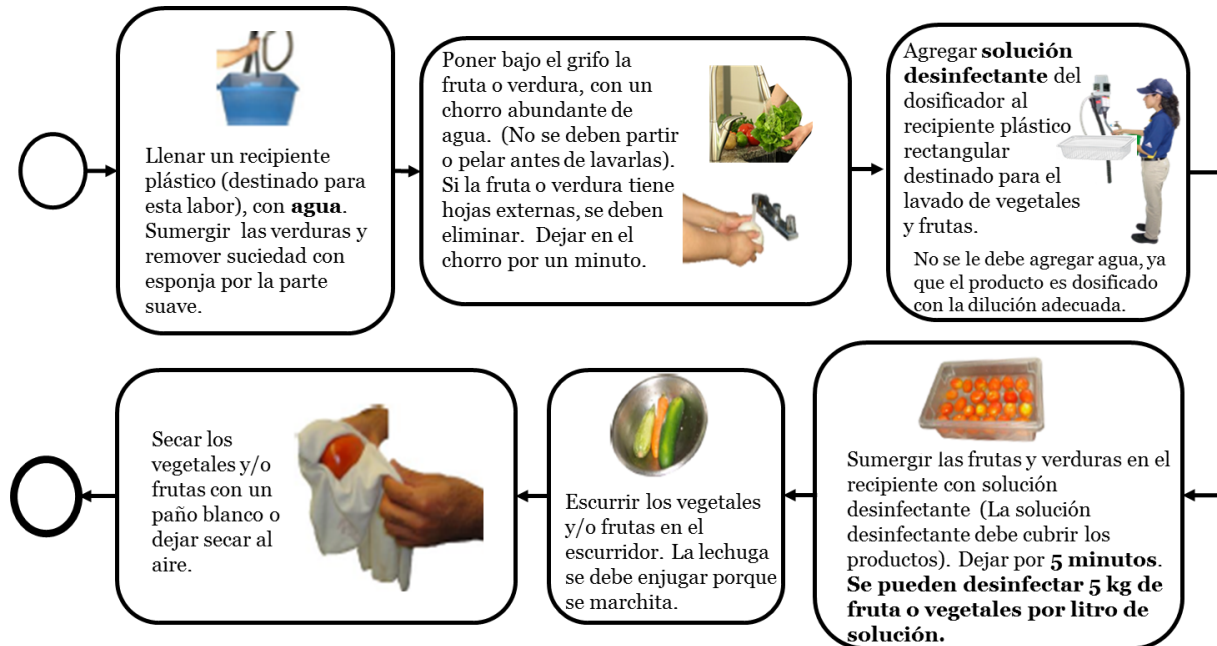 Llenar un recipiente
plástico (destinado para
esta labor), con agua.
Sumergir las verduras y
remover suciedad con
esponja por la parte
suave.
Poner bajo el grifo la
fruta o verdura, con un
chorro abundante de
agua. (No se deben partir
o pelar antes de lavarlas).
Si la fruta o verdura tiene
hojas externas, se deben
eliminar. Dejar en el
chorro por un minuto.
Agregar solución
desinfectante del
dosificador al
recipiente plástico
rectangular
destinado para el
lavado de vegetales
y frutas.
No se le debe agregar agua, ya
que el producto es dosificado
con la dilución adecuada.
Sumergir las frutas y verduras en el
recipiente con solución
desinfectante (La solución
desinfectante debe cubrir los
productos). Dejar por 5 minutos.
Se pueden desinfectar 5 kg de
fruta o vegetales por litro de
solución.
Escurrir los vegetales
y/o frutas en el
escurridor. La lechuga
se debe enjugar porque
se marchita.
Secar los
vegetales y/o
frutas con un
paño blanco o
dejar secar al
aire.